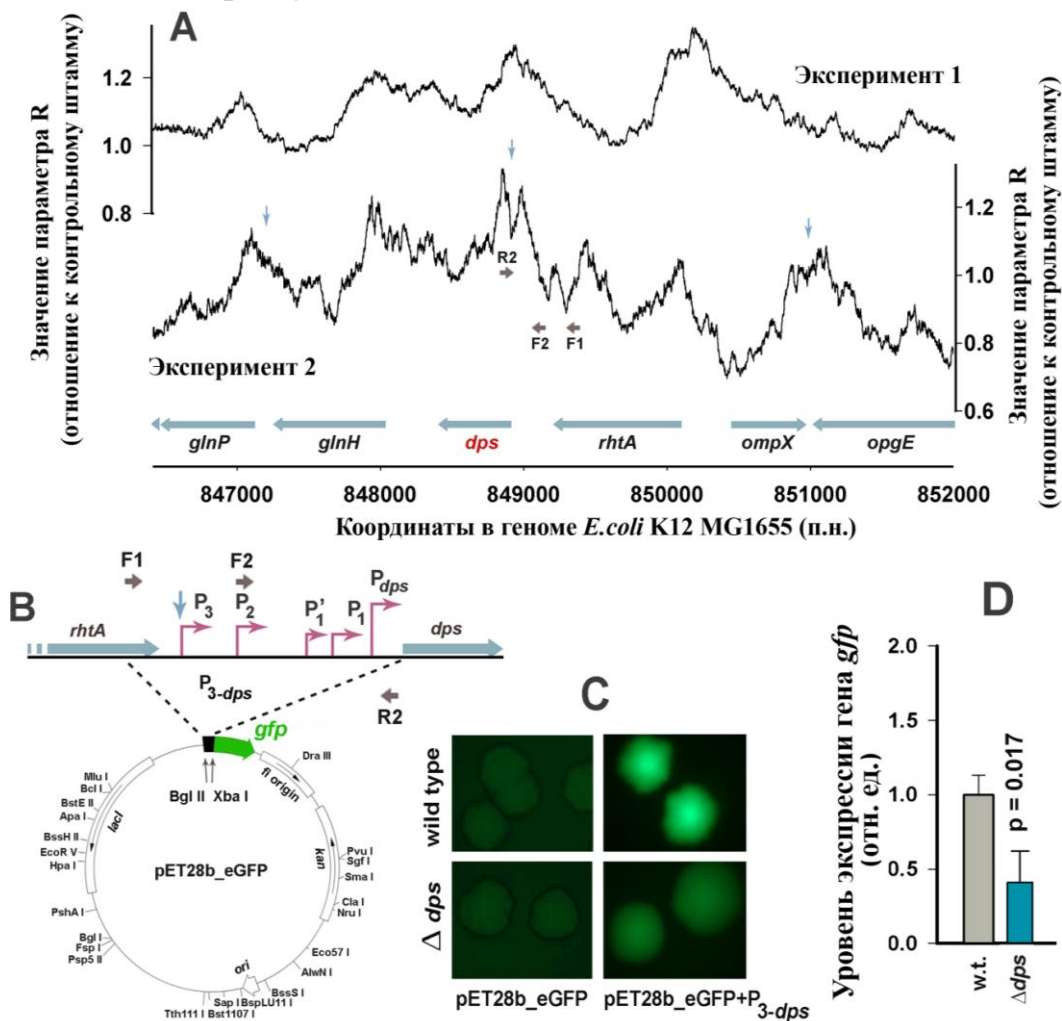 A
Эксперимент 1
Значение параметра R
(отношение к контрольному штамму)
1.2
1.0
0.8
Значение параметра R
(отношение к контрольному штамму)
1.2
1.0
0.8
0.6
R2
F2
F1
Эксперимент 2
glnP
glnH
dps
rhtA
ompX
opgE
847000
848000
849000
850000
851000
852000
Координаты в геноме E.coli K12 MG1655 (п.н.)
B
F1
F2
P3
P2
P1'
P1
Pdps
rhtA
dps
P3-dps
R2
gfp
Bgl II
Xba I
Dra III
fl origin
kan
Pvu I
Sgf I
Sma I
Cla I
Nru I
Eco57 I
AlwN I
BssS I
BspLU11 I
Sap I
Bst1107 I
Tth111 I
ori
Psp5 II
Fsp I
Bgl I
PshA I
Hpa I
EcoR V
BssH II
Apa I
BstE II
Bcl I
Mlu I
lacI
pET28b_eGFP
C
wild type
Δ dps
pET28b_eGFP
pET28b_eGFP+P3-dps
D
Уровень экспрессии гена gfp
(отн. ед.)
2.0
1.5
1.0
0.5
0.0
p = 0.017
w.t.
Δdps